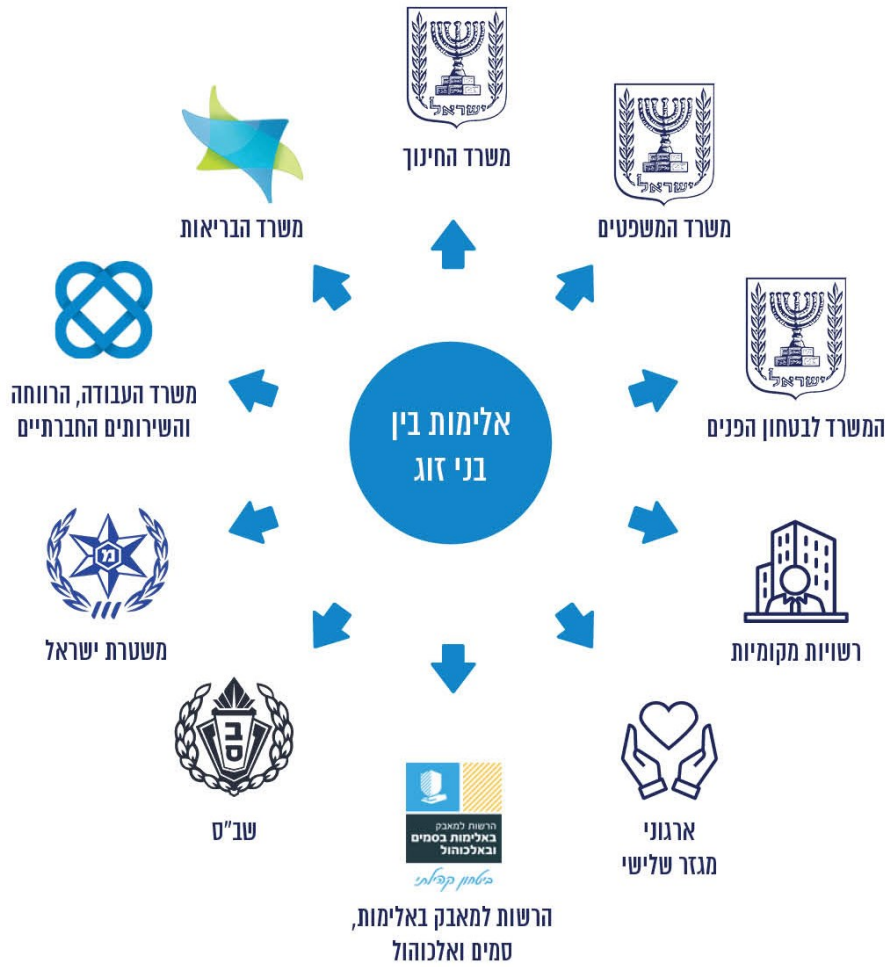 ישראל
משרד החינוך
ישראל
משרד המשפטים
ישראל
המשרד לבטחון הפנים
רשויות מקומיות
ארגוני
מגזר שלישי
הרשות למאבק
באלימות בסמים
ובאלכוהול
ביטחון קהילתי
הרשות למאבק באלימות,
סמים ואלכוהול
ב
ס
שב"ס
מ
משטרת ישראל
משרד העבודה, הרווחה
והשירותים החברתיים
משרד הבריאות
אלימות בין
בני זוג